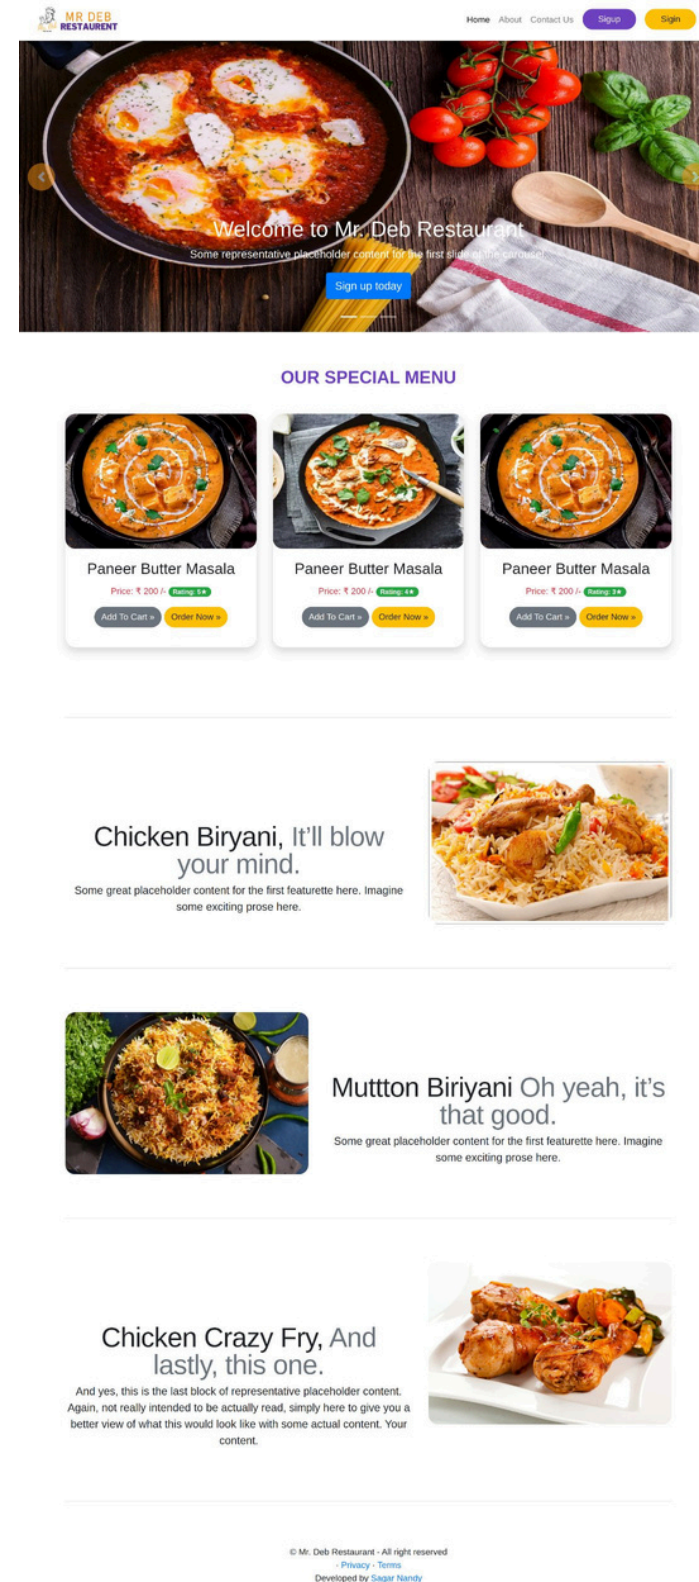 MR DEB
RESTAURENT
Home About Contact Us Sigup Sigin
Welcome to Mr. Deb Restaurant
Some representative placeholder content for the first slide of the carousel.
Sign up today
OUR SPECIAL MENU
Paneer Butter Masala
Price: ₹ 200 /- Rating: 5★
Add To Cart » Order Now »
Paneer Butter Masala
Price: ₹ 200 /- Rating: 4★
Add To Cart » Order Now »
Paneer Butter Masala
Price: ₹ 200 /- Rating: 3★
Add To Cart » Order Now »
Chicken Biryani, It'll blow
your mind.
Some great placeholder content for the first featurette here. Imagine
some exciting prose here.
Muttton Biriyani Oh yeah, it's
that good.
Some great placeholder content for the first featurette here. Imagine
some exciting prose here.
Chicken Crazy Fry, And
lastly, this one.
And yes, this is the last block of representative placeholder content.
Again, not really intended to be actually read, simply here to give you a
better view of what this would look like with some actual content. Your
content.
© Mr. Deb Restaurant - All right reserved
- Privacy - Terms
Developed by Sagar Nandy